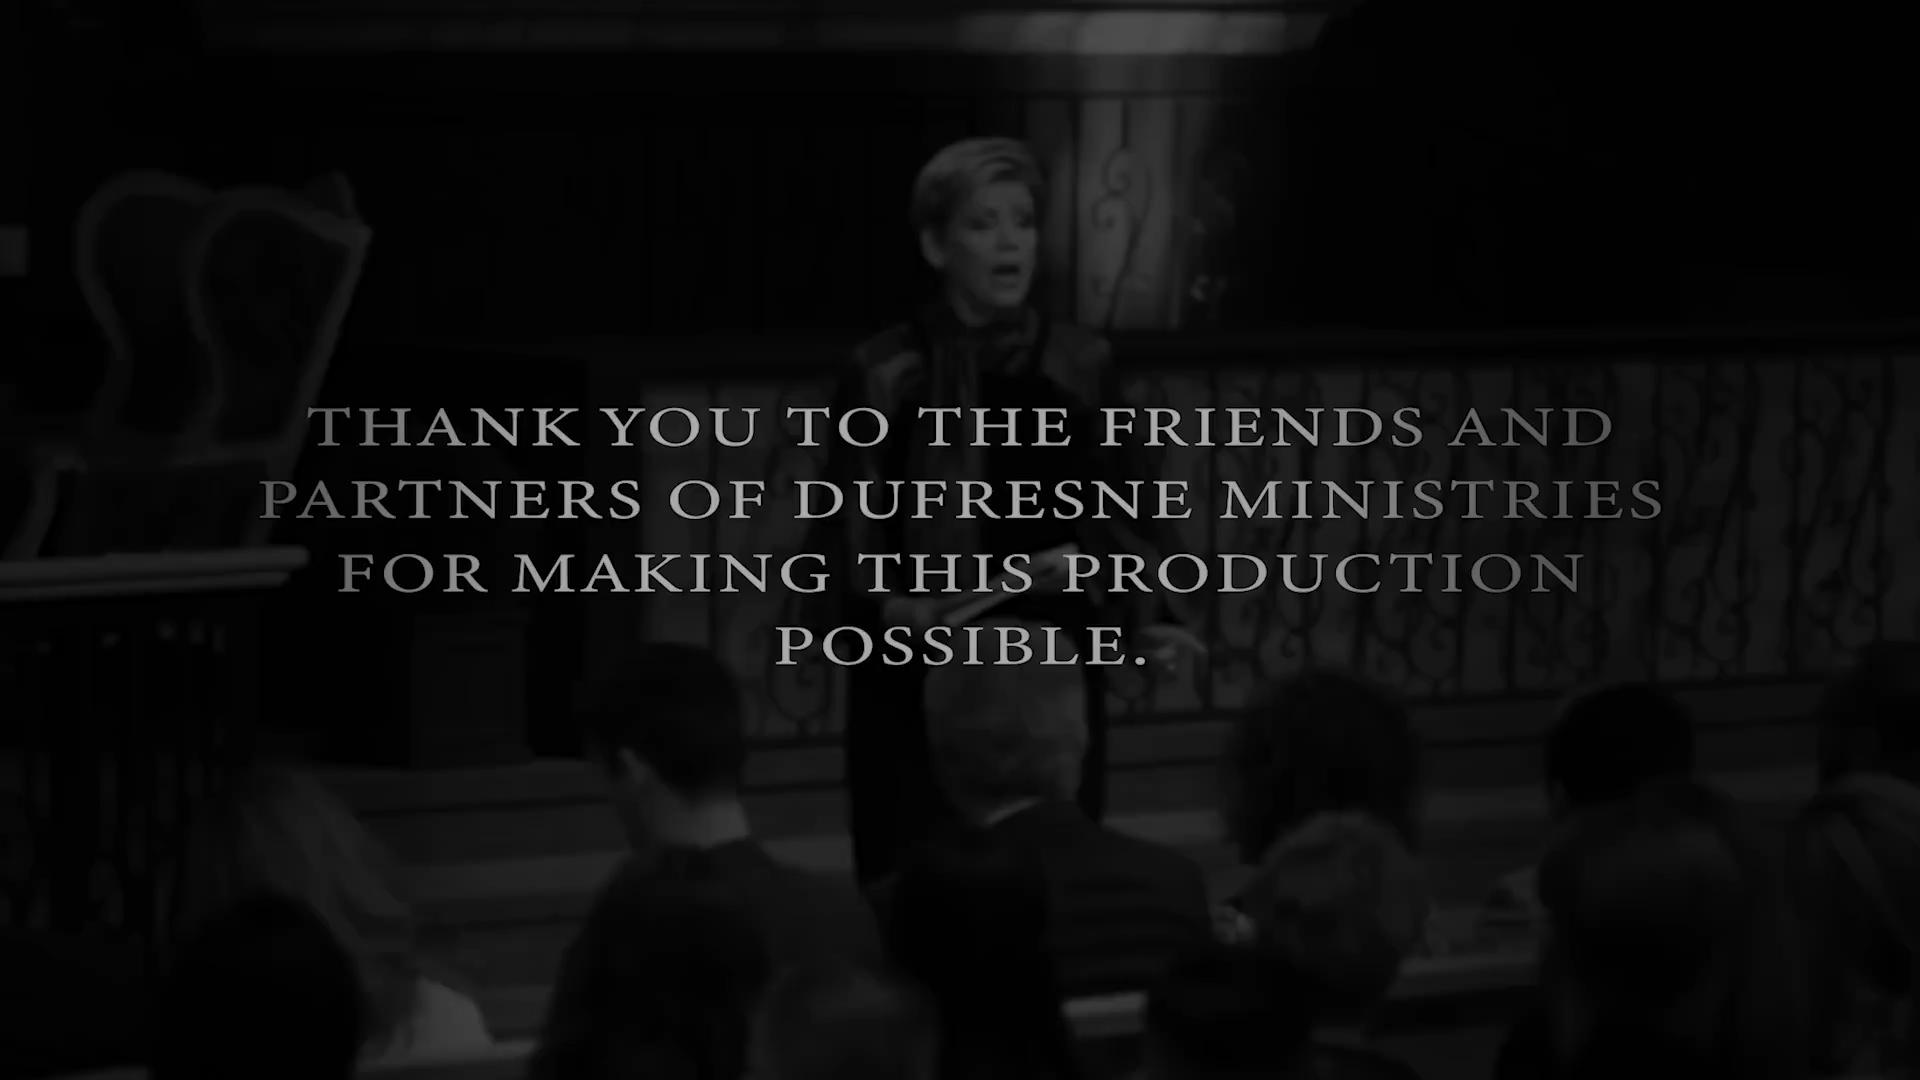 THANK YOU TO THE FRIENDS AND
PARTNERS OF DUFRESNE MINISTRIES
FOR MAKING THIS PRODUCTION
POSSIBLE.